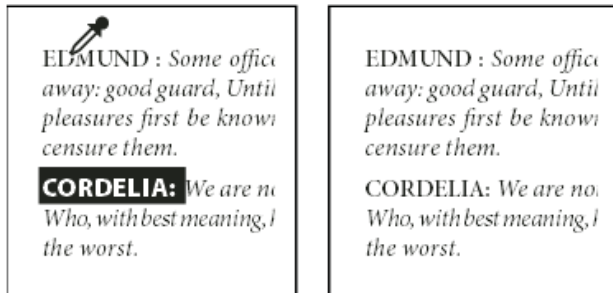 EDMUND : Some
away: good guard, Until
pleasures first be
censure them.
CORDELIA: We are
Who, with best meaning,
the worst.
EDMUND : Some
away: good guard, Until
pleasures first be
censure them.
CORDELIA: We are
Who, with best meaning,
the worst.